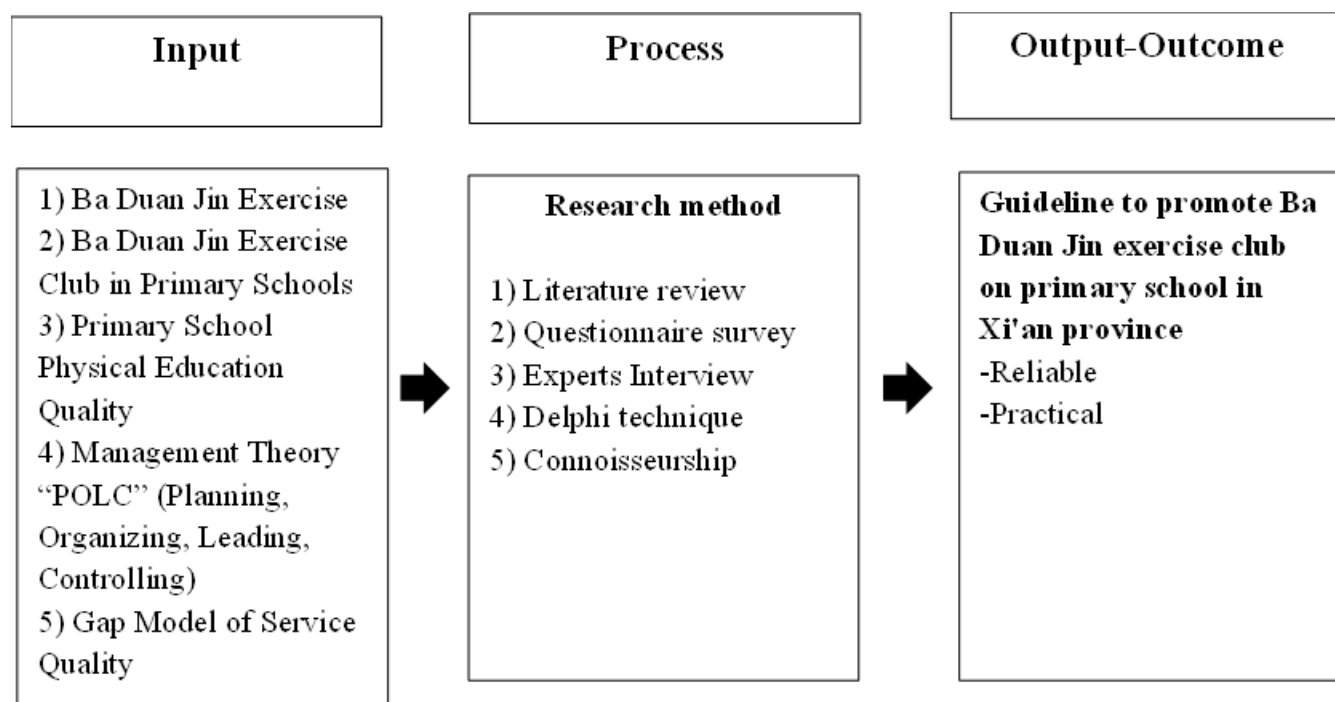 Input
Process
Output-Outcome
1) Ba Duan Jin Exercise
2) Ba Duan Jin Exercise
Club in Primary Schools
3) Primary School
Physical Education
Quality
4) Management Theory
“POLC” (Planning,
Organizing, Leading,
Controlling)
5) Gap Model of Service
Quality
Research method
1) Literature review
2) Questionnaire survey
3) Experts Interview
4) Delphi technique
5) Connoisseurship
Guideline to promote Ba
Duan Jin exercise club
on primary school in
Xi'an province
-Reliable
-Practical